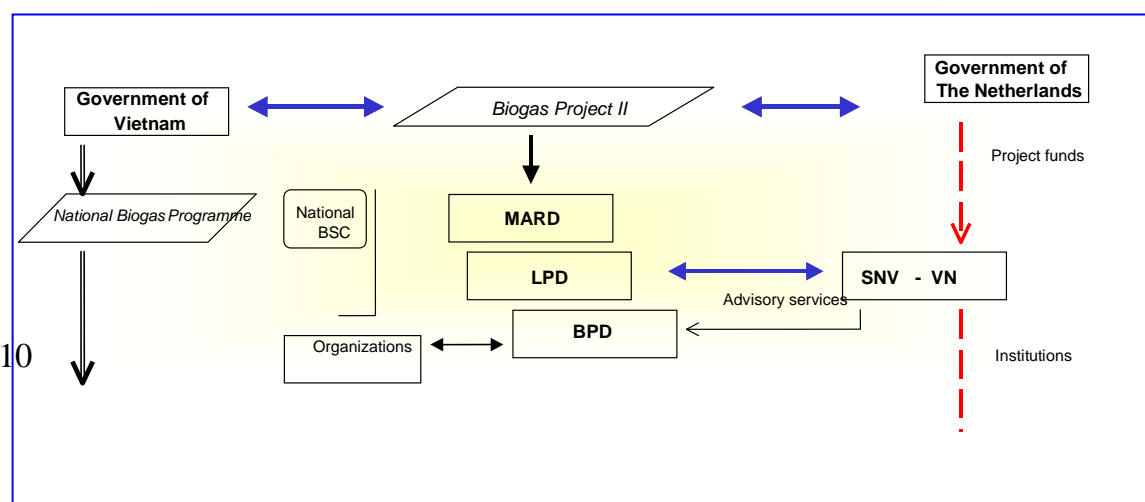 Government of
Vietnam
Biogas Project II
Government of
The Netherlands
Project funds
National Biogas Programme
National
BSC
MARD
LPD
SNV - VN
Advisory services
BPD
Organizations
10
Institutions